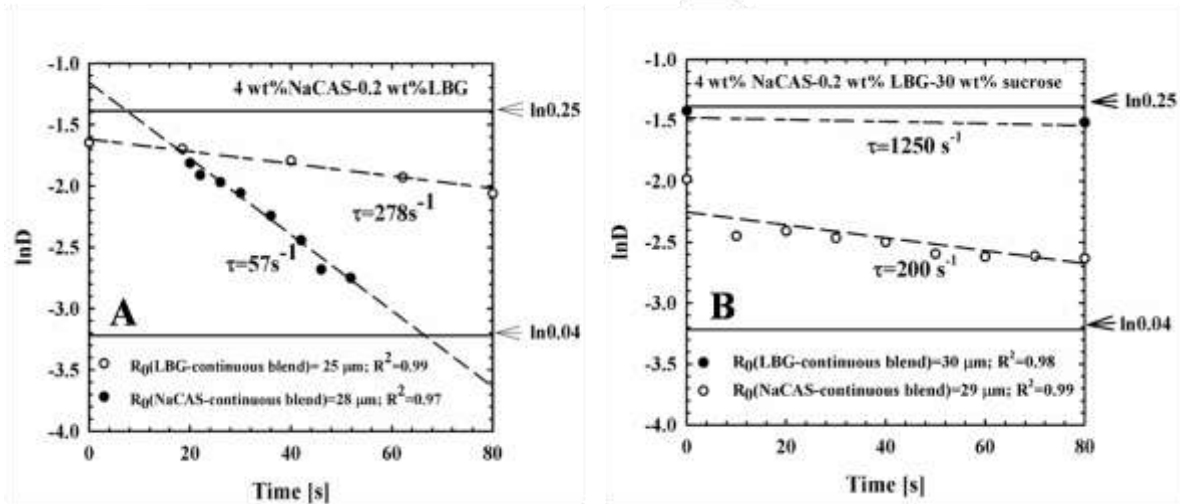 4 wt%NaCAS-0.2 wt%LBG
ln0.25
τ=278s-1
τ=57s-1
A
ln0.04
R0(LBG-continuous blend)= 25 μm; R2=0.99
R0(NaCAS-continuous blend)=28 μm; R2=0.97
lnD
-1.0
-1.5
-2.0
-2.5
-3.0
-3.5
-4.0
0 20 40 60 80
Time [s]
4 wt% NaCAS-0.2 wt% LBG-30 wt% sucrose
ln0.25
τ=1250 s-1
τ=200 s-1
B
ln0.04
R0(LBG-continuous blend)=30 μm; R2=0.98
R0(NaCAS-continuous blend)=29 μm; R2=0.99
lnD
-1.0
-1.5
-2.0
-2.5
-3.0
-3.5
-4.0
0 20 40 60 80
Time [s]